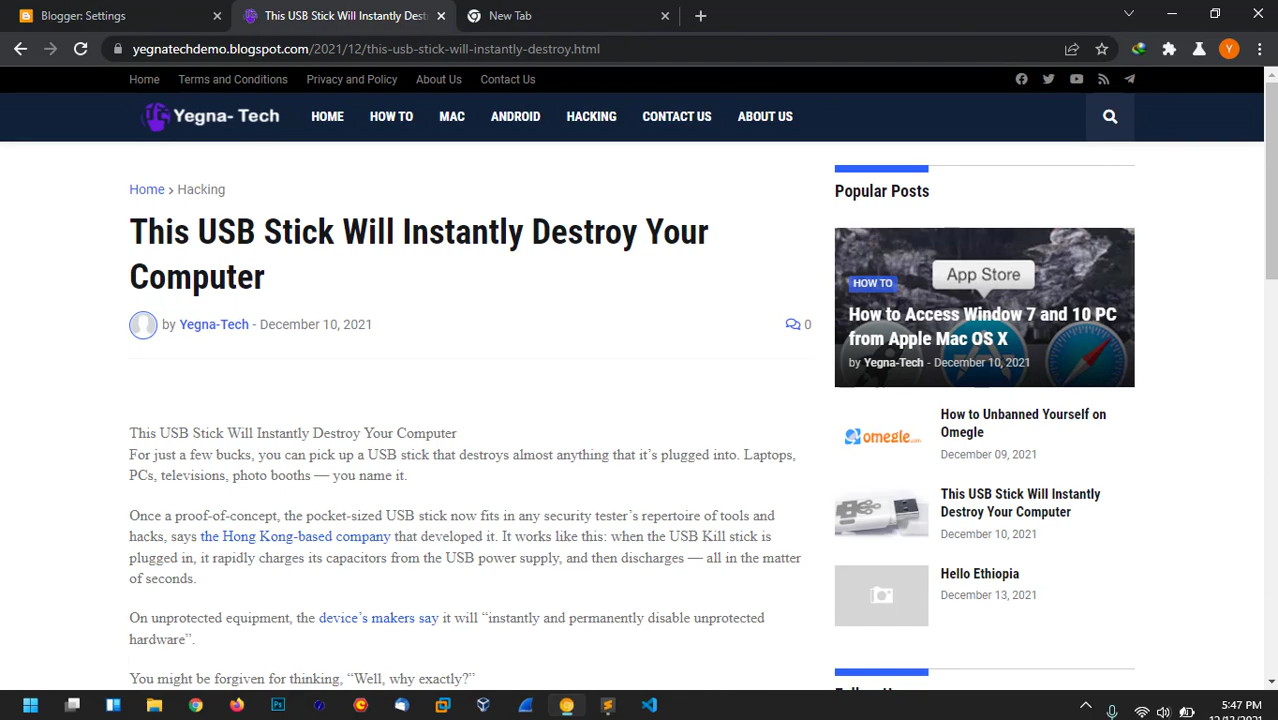 Blogger: Settings
This USB Stick Will Instantly Dest
New Tab
yegnatechdemo.blogspot.com/2021/12/this-usb-stick-will-instantly-destroy.html
Y
Home Terms and Conditions Privacy and Policy About Us Contact Us
Yegna- Tech HOME HOW TO MAC ANDROID HACKING CONTACT US ABOUT US
Home › Hacking
This USB Stick Will Instantly Destroy Your
Computer
by Yegna-Tech - December 10, 2021
0
This USB Stick Will Instantly Destroy Your Computer
For just a few bucks, you can pick up a USB stick that destroys almost anything that it’s plugged into. Laptops,
PCs, televisions, photo booths — you name it.
Once a proof-of-concept, the pocket-sized USB stick now fits in any security tester’s repertoire of tools and
hacks, says the Hong Kong-based company that developed it. It works like this: when the USB Kill stick is
plugged in, it rapidly charges its capacitors from the USB power supply, and then discharges — all in the matter
of seconds.
On unprotected equipment, the device’s makers say it will “instantly and permanently disable unprotected
hardware”.
You might be forgiven for thinking, “Well, why exactly?”
Popular Posts
App Store
HOW TO
How to Access Window 7 and 10 PC
from Apple Mac OS X
by Yegna-Tech - December 10, 2021
omegle.com
How to Unbanned Yourself on
Omegle
December 09, 2021
This USB Stick Will Instantly
Destroy Your Computer
December 10, 2021
Hello Ethiopia
December 13, 2021
Ps
5:47 PM